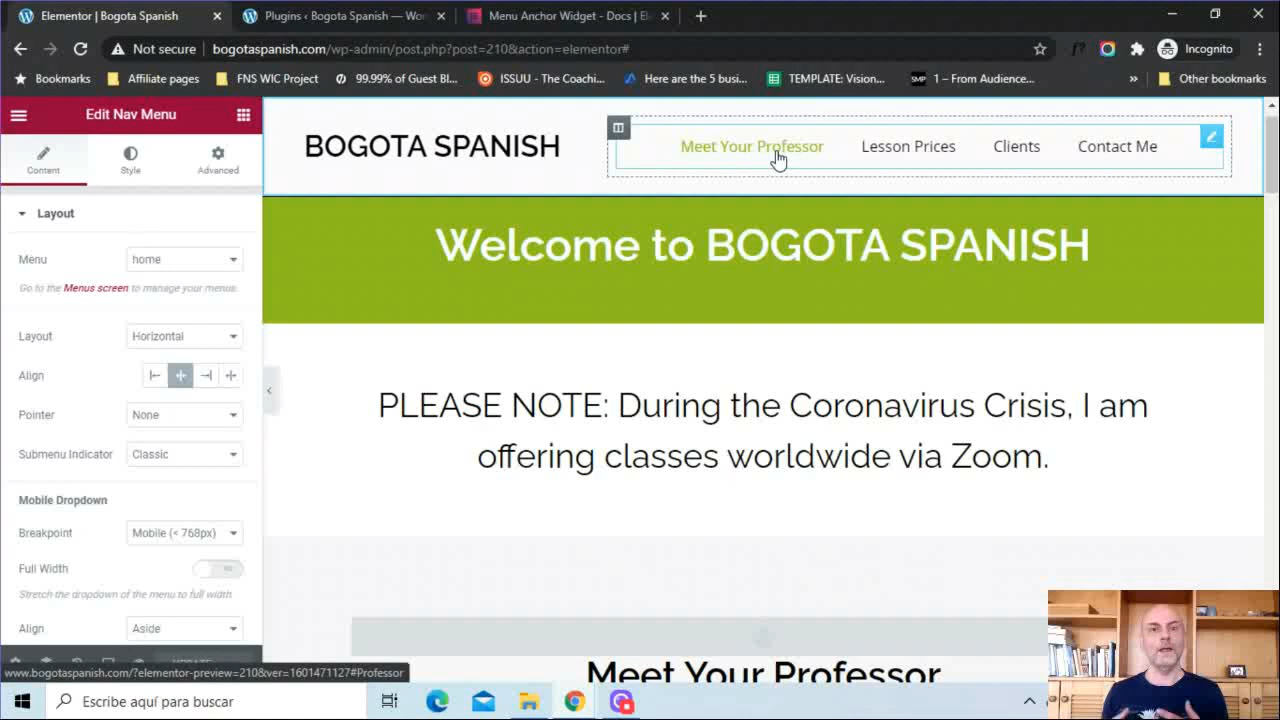 Elementor | Bogota Spanish
Plugins ‹ Bogota Spanish — Wor
Menu Anchor Widget - Docs | El
Not secure
bogotaspanish.com/wp-admin/post.php?post=210&action=elementor#
Incognito
Bookmarks
Affiliate pages
FNS WIC Project
99.99% of Guest Bl...
ISSUU - The Coachi...
Here are the 5 busi...
TEMPLATE: Vision...
SMP
1 – From Audience...
»
Other bookmarks
Edit Nav Menu
Content
Style
Advanced
Layout
Menu
home
Go to the Menus screen to manage your menus.
Layout
Horizontal
Align
Pointer
None
Submenu Indicator
Classic
Mobile Dropdown
Breakpoint
Mobile (< 768px)
Full Width
Stretch the dropdown of the menu to full width.
Align
Aside
BOGOTA SPANISH
Meet Your Professor
Lesson Prices
Clients
Contact Me
Welcome to BOGOTA SPANISH
PLEASE NOTE: During the Coronavirus Crisis, I am
offering classes worldwide via Zoom.
Meet Your Professor
www.bogotaspanish.com/?elementor-preview=210&ver=1601471127#Professor
Escribe aquí para buscar